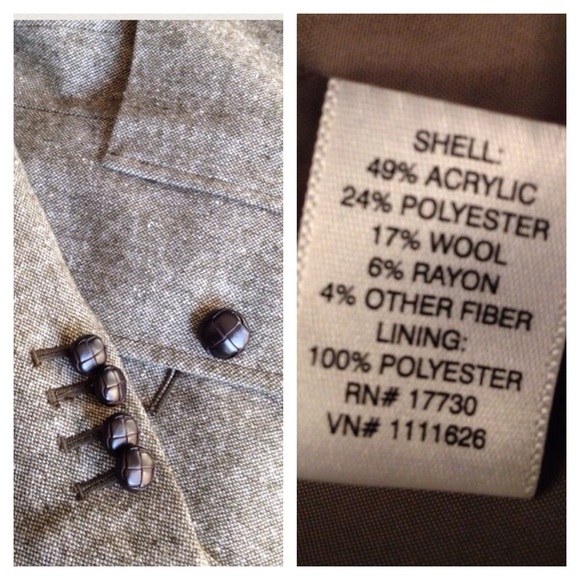 SHELL:
49% ACRYLIC
24% POLYESTER
17% WOOL
6% RAYON
4% OTHER FIBER
LINING:
100% POLYESTER
RN# 17730
VN# 1111626